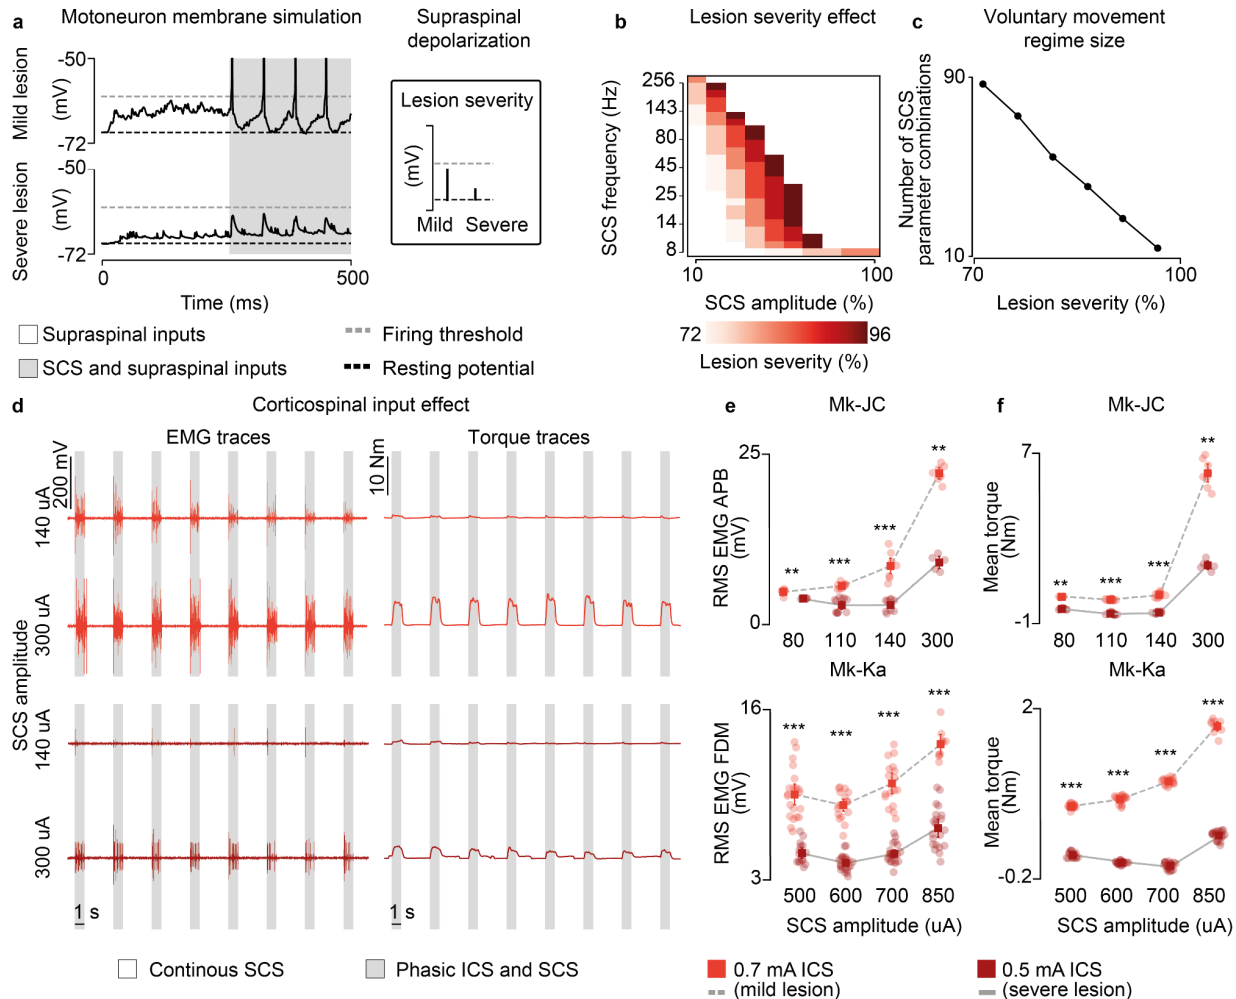 a
Motoneuron membrane simulation
Mild lesion
(mV)
-50
-72
Severe lesion
(mV)
-50
-72
0
500
Time (ms)
Supraspinal
depolarization
Lesion severity
(mV)
Mild
Severe
Supraspinal inputs
SCS and supraspinal inputs
Firing threshold
Resting potential
b
Lesion severity effect
SCS frequency (Hz)
256
143
80
45
25
14
8
10
100
SCS amplitude (%)
72
96
Lesion severity (%)
c
Voluntary movement
regime size
Number of SCS
parameter combinations
90
10
70
100
Lesion severity (%)
d
Corticospinal input effect
EMG traces
Torque traces
200 mV
10 Nm
SCS amplitude
140 uA
300 uA
140 uA
300 uA
1 s
1 s
Continous SCS
Phasic ICS and SCS
e
Mk-JC
RMS EMG APB
(mV)
25
0
**
***
***
**
80
110
140
300
Mk-Ka
RMS EMG FDM
(mV)
16
3
***
***
***
***
500
600
700
850
SCS amplitude (uA)
f
Mk-JC
Mean torque
(Nm)
7
-1
**
***
***
**
80
110
140
300
Mean torque
(Nm)
2
-0.2
***
***
***
***
500
600
700
850
0.7 mA ICS
(mild lesion)
0.5 mA ICS
(severe lesion)